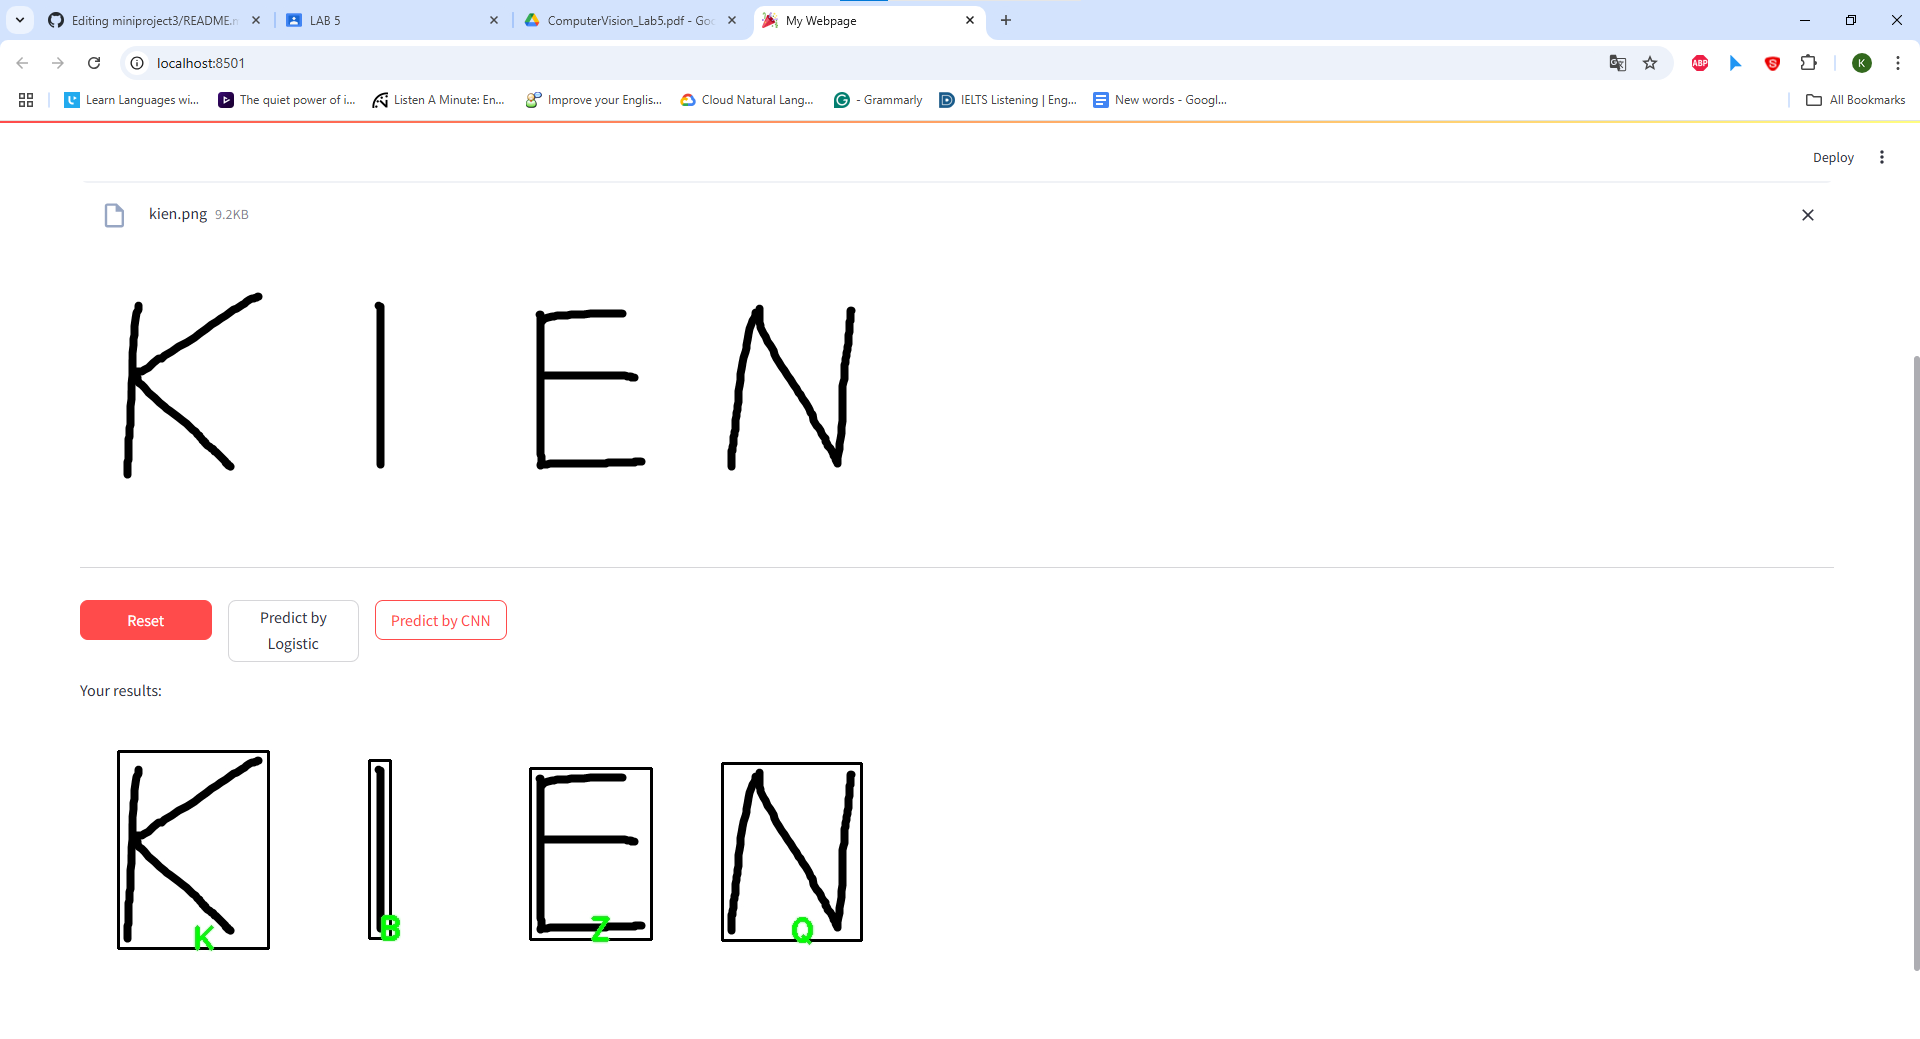 Editing miniproject3/README.m
LAB 5
ComputerVision_Lab5.pdf - Goo
My Webpage
localhost:8501
K
Learn Languages wi...
The quiet power of i...
Listen A Minute: En...
Improve your Englis...
Cloud Natural Lang...
- Grammarly
IELTS Listening | Eng...
New words - Googl...
All Bookmarks
Deploy
kien.png 9.2KB
K I E N
Reset
Predict by
Logistic
Predict by CNN
Your results:
K I E N
K B Z Q